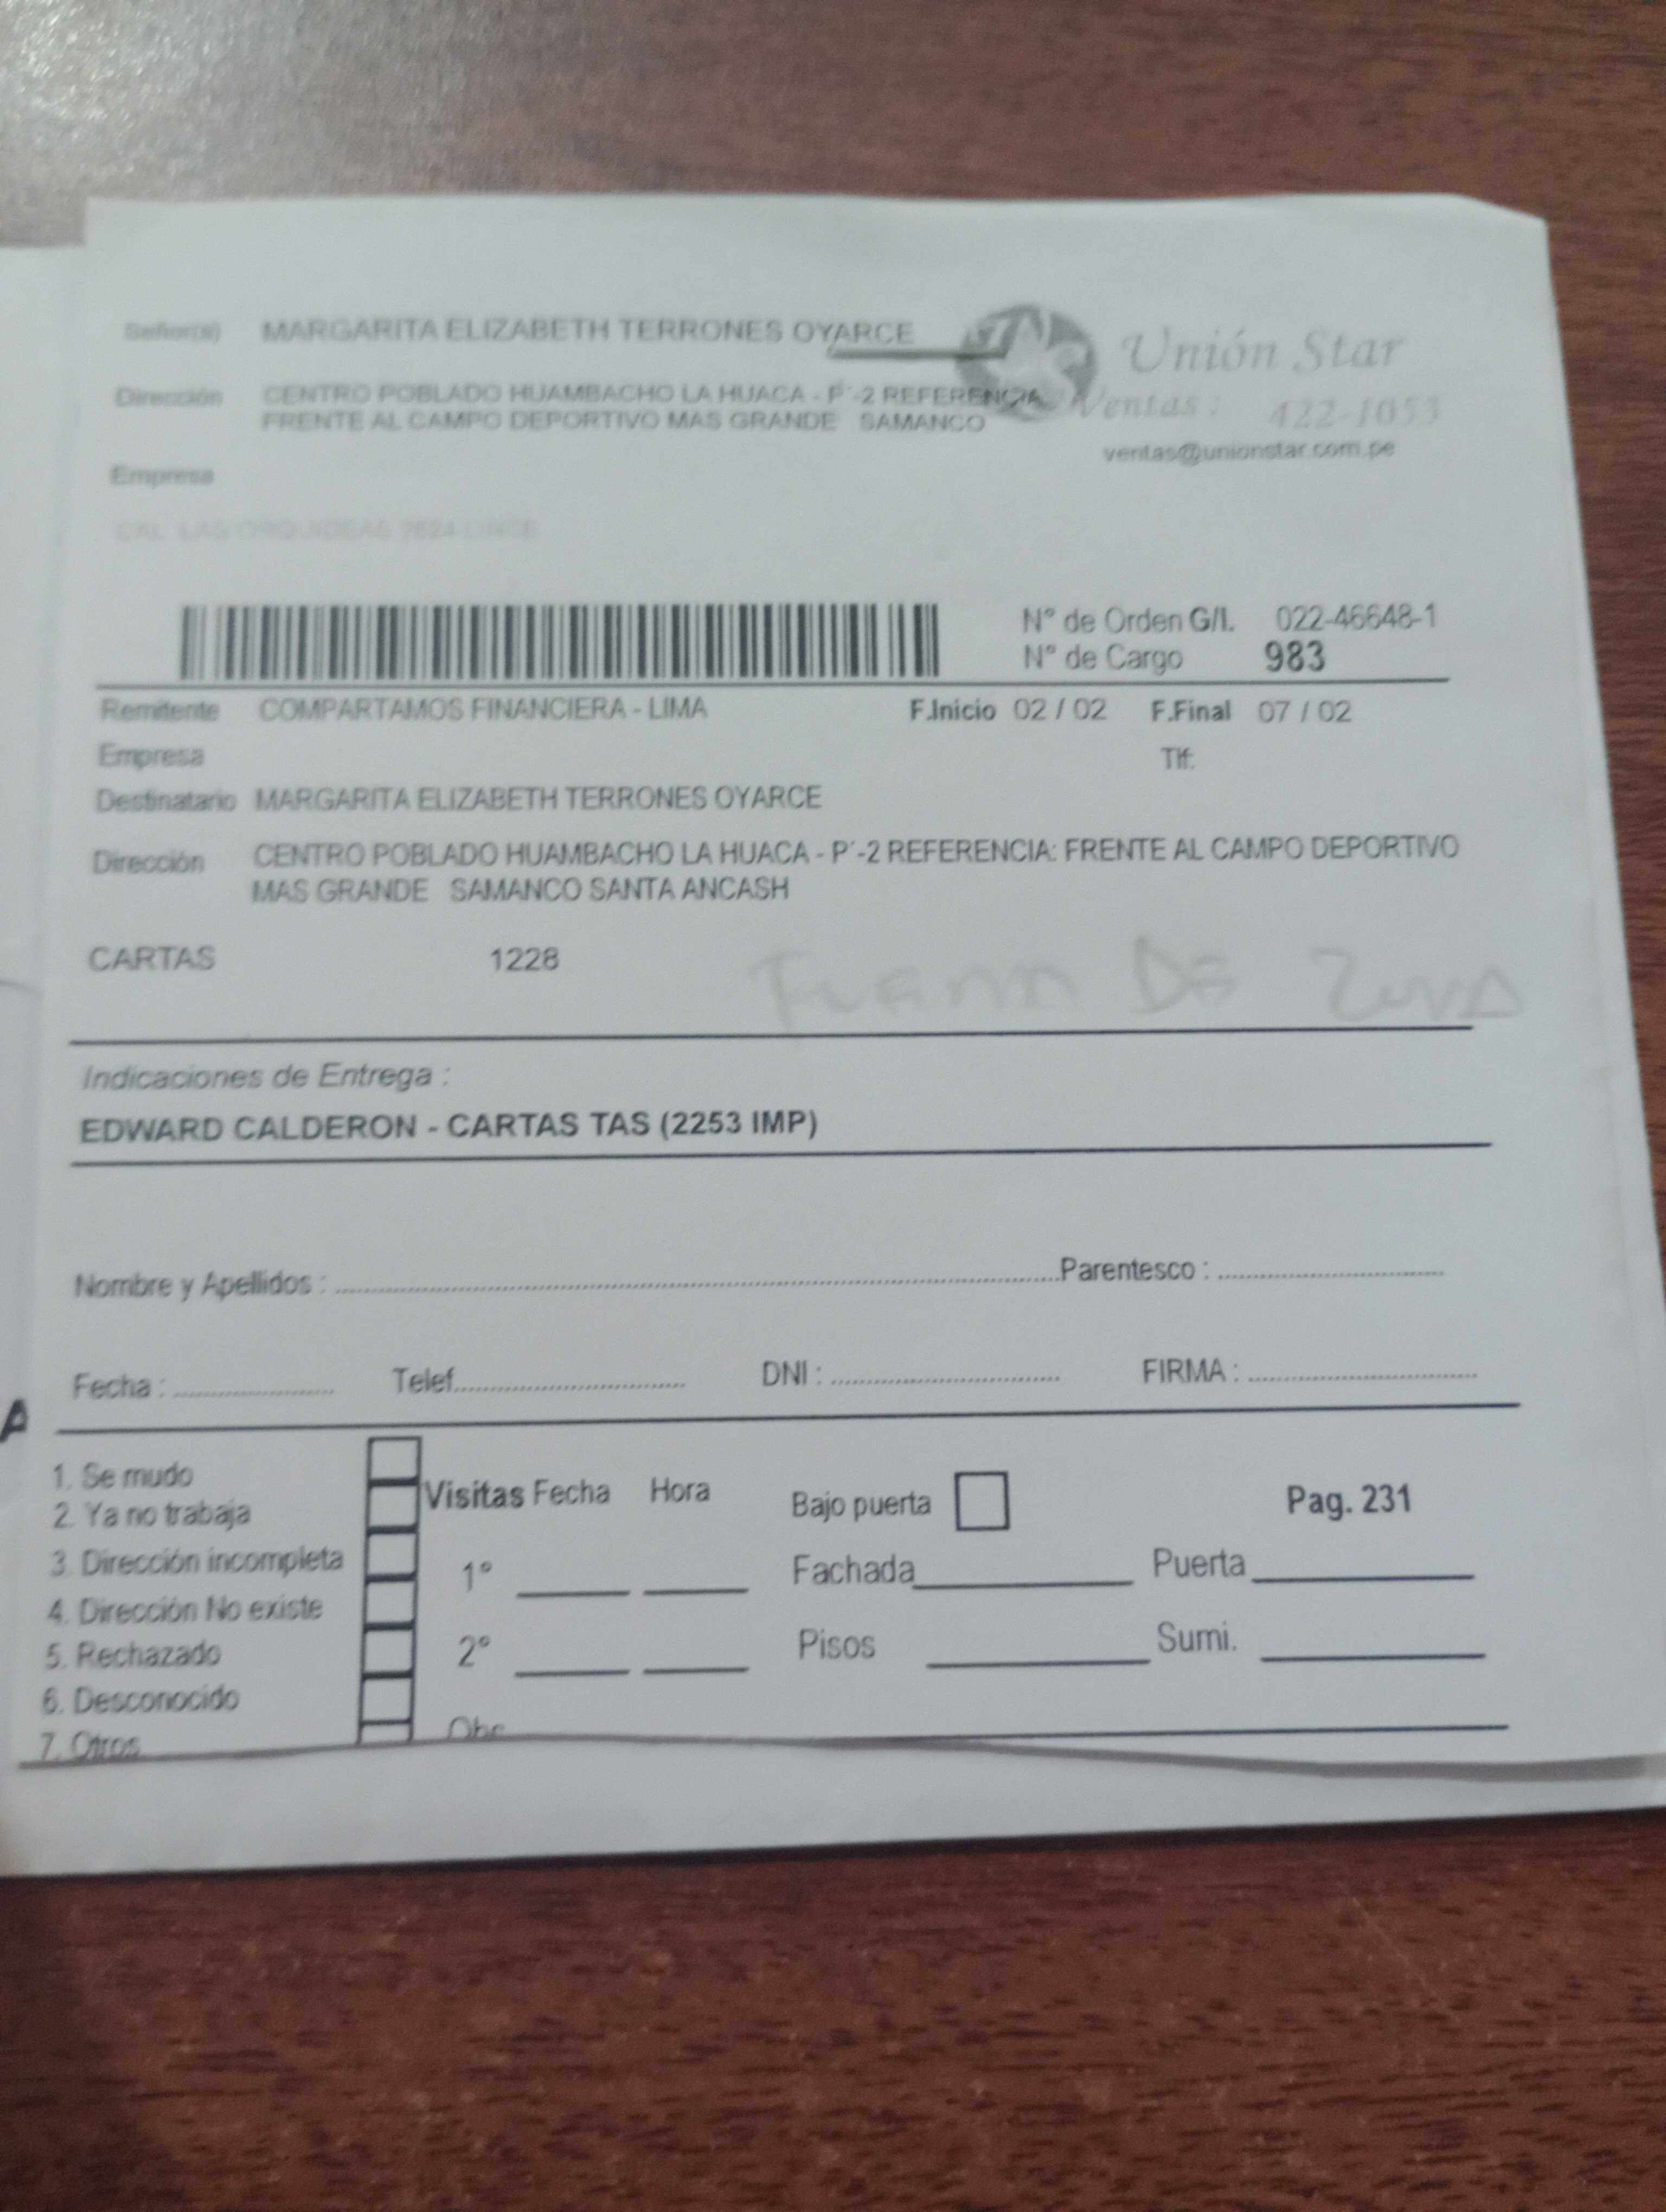 Señor(s) MARGARITA ELIZABETH TERRONES OYARCE
Unión Star
Dirección CENTRO POBLADO HUAMBACHO LA HUACA - P´-2 REFERENCIA
FRENTE AL CAMPO DEPORTIVO MAS GRANDE SAMANCO
Ventas: 422-1053
ventas@unionstar.com.pe
Empresa
N° de Orden G/I. 022-46648-1
N° de Cargo 983
Remitente COMPARTAMOS FINANCIERA - LIMA F.Inicio 02 / 02 F.Final 07 / 02
Empresa Tlf:
Destinatario MARGARITA ELIZABETH TERRONES OYARCE
Dirección CENTRO POBLADO HUAMBACHO LA HUACA - P´-2 REFERENCIA: FRENTE AL CAMPO DEPORTIVO
MAS GRANDE SAMANCO SANTA ANCASH
CARTAS 1228
Indicaciones de Entrega :
EDWARD CALDERON - CARTAS TAS (2253 IMP)
Nombre y Apellidos : Parentesco :
Fecha : Telef. DNI : FIRMA :
A
1. Se mudo
2. Ya no trabaja
3. Dirección incompleta
4. Dirección No existe
5. Rechazado
6. Desconocido
7. Otros
Visitas Fecha Hora
1°
2°
Obs
Bajo puerta Pag. 231
Fachada Puerta
Pisos Sumi.